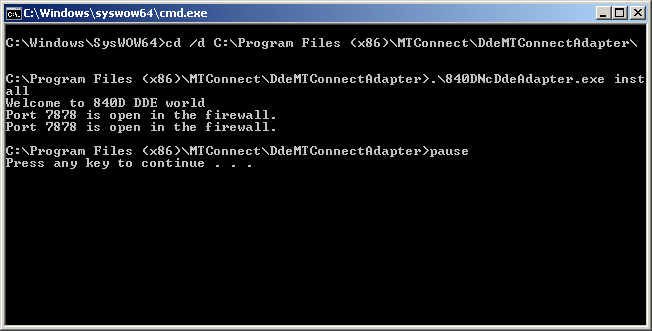 C:\Windows\syswow64\cmd.exe
C:\Windows\SysWOW64>cd /d C:\Program Files (x86)\MTConnect\DdeMTConnectAdapter\
C:\Program Files (x86)\MTConnect\DdeMTConnectAdapter>.\840DNcDdeAdapter.exe inst
all
Welcome to 840D DDE world
Port 7878 is open in the firewall.
Port 7878 is open in the firewall.
C:\Program Files (x86)\MTConnect\DdeMTConnectAdapter>pause
Press any key to continue . . .